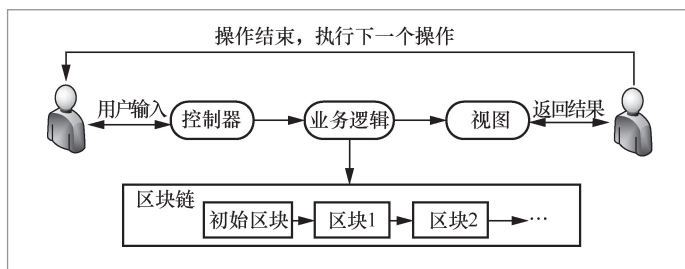 操作结束，执行下一个操作
用户输入 控制器 业务逻辑 视图 返回结果
区块链
初始区块 区块1 区块2 …